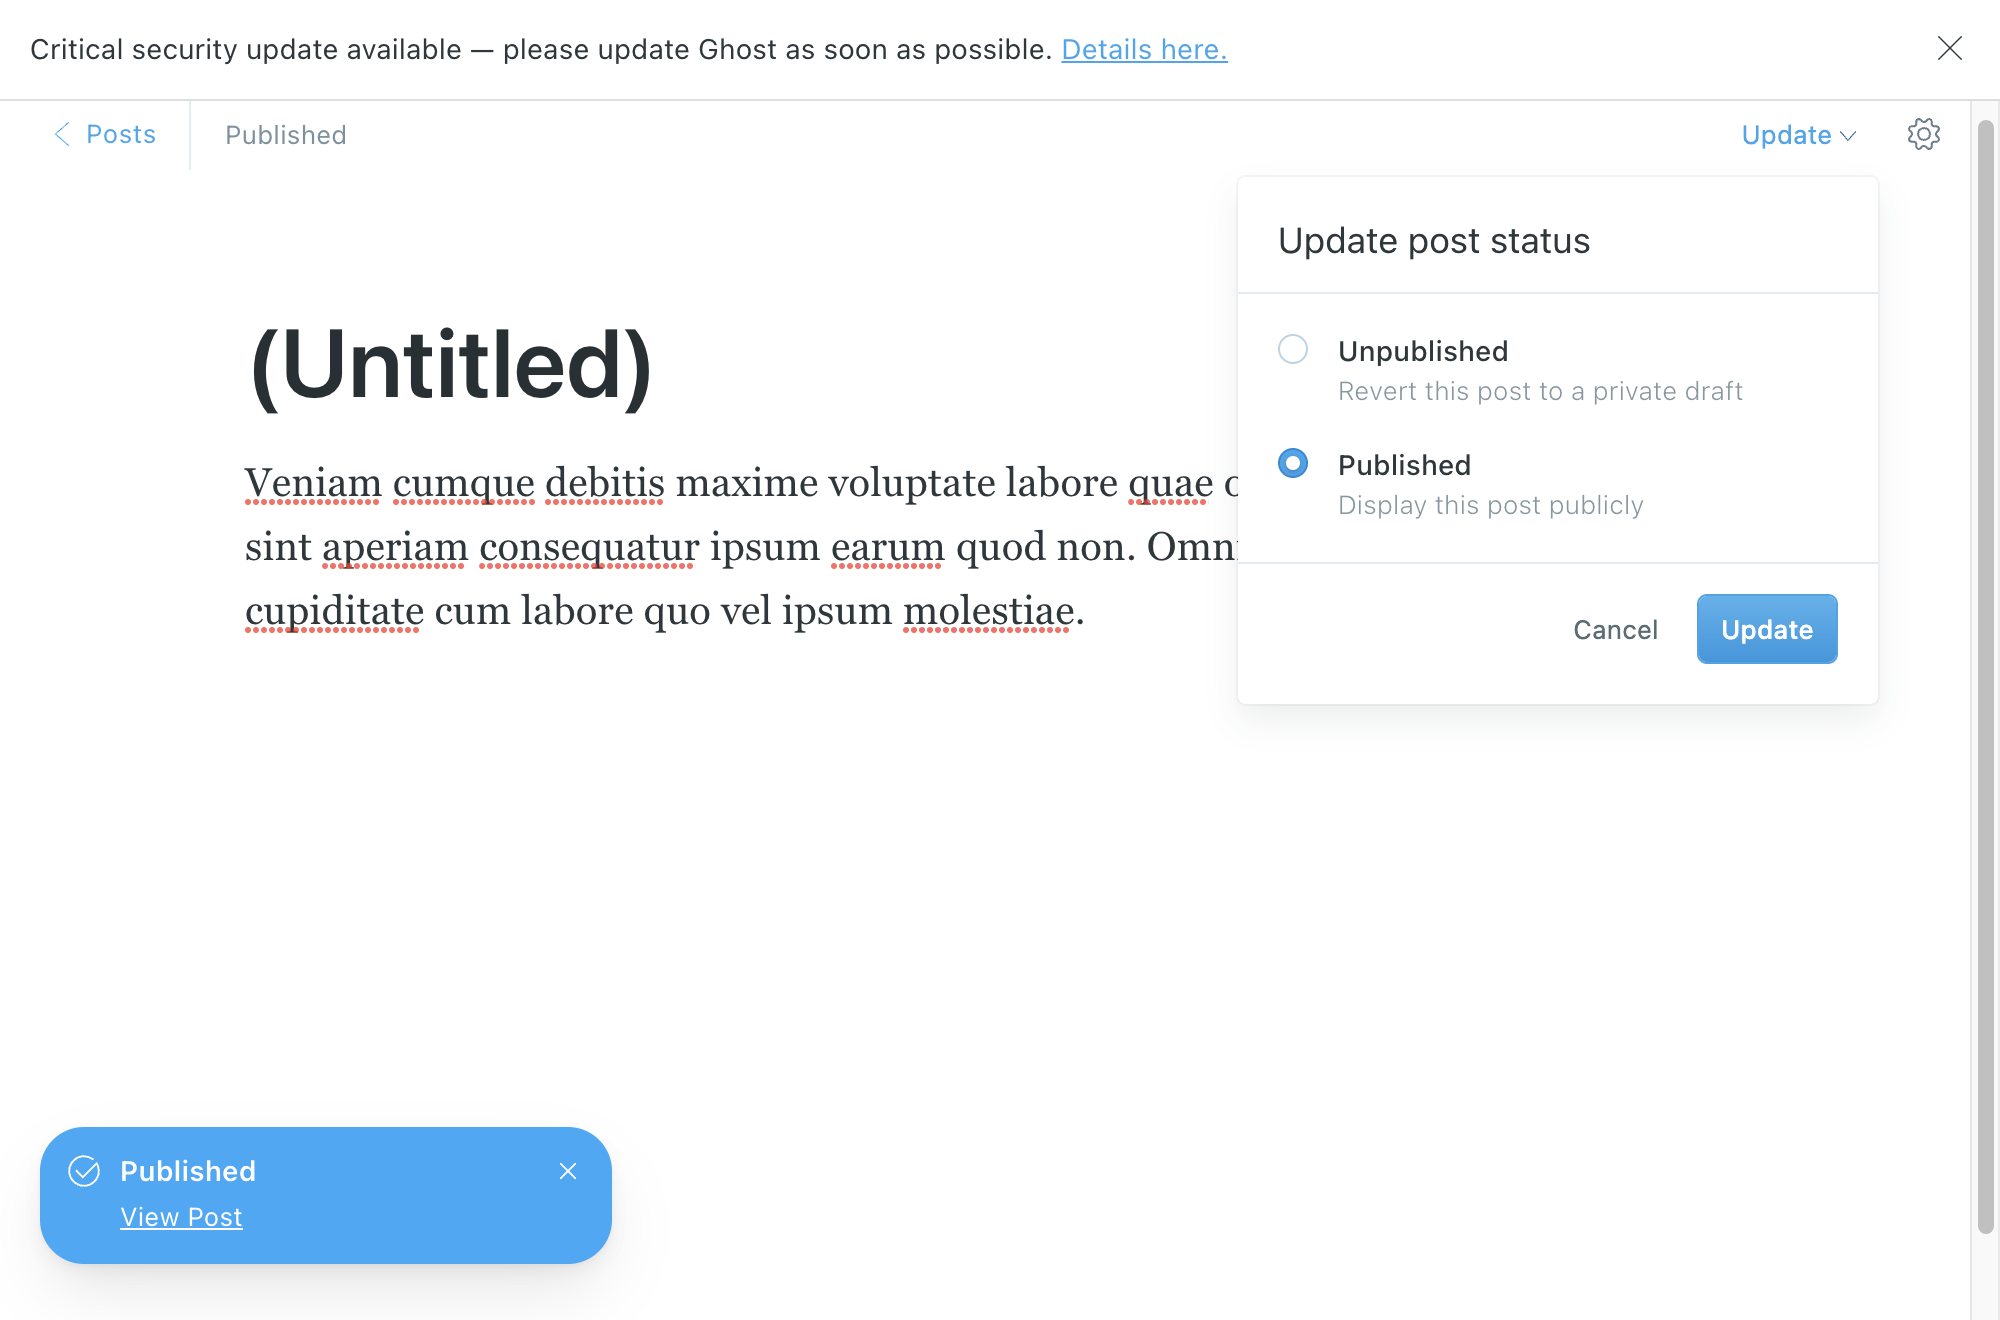 Critical security update available — please update Ghost as soon as possible. Details here.
Posts
Published
Update
Update post status
Unpublished
Revert this post to a private draft
Published
Display this post publicly
Cancel
Update
(Untitled)
Veniam cumque debitis maxime voluptate labore quae
sint aperiam consequatur ipsum earum quod non.
cupiditate cum labore quo vel ipsum molestiae.
Published
View Post